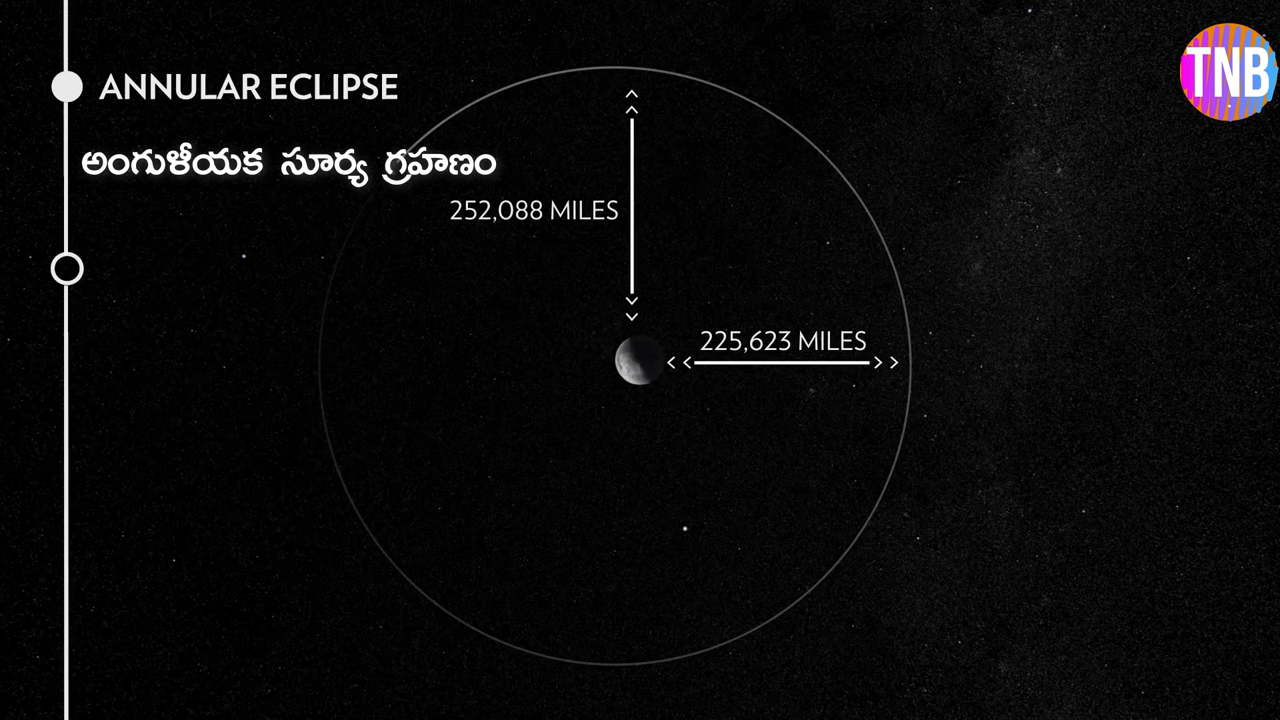 ANNULAR ECLIPSE
TNB
అంగుళీయక సూర్య గ్రహణం
252,088 MILES
225,623 MILES